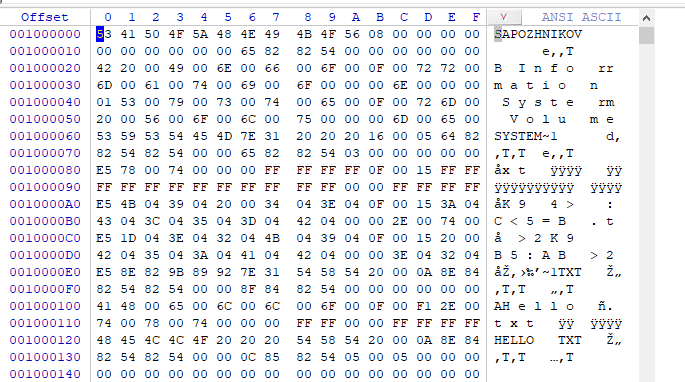 Offset 0 1 2 3 4 5 6 7 8 9 A B C D E F ANSI ASCII
001000000 53 41 50 4F 5A 48 4E 49 4B 4F 56 08 00 00 00 00 SAPOZHNIKOV
001000010 00 00 00 00 00 00 65 82 82 54 00 00 00 00 00 00 e‚‚T
001000020 42 20 00 49 00 6E 00 66 00 6F 00 0F 00 72 72 00 B I n f o rr
001000030 6D 00 61 00 74 00 69 00 6F 00 00 00 6E 00 00 00 m a t i o n
001000040 01 53 00 79 00 73 00 74 00 65 00 0F 00 72 6D 00 S y s t e rm
001000050 20 00 56 00 6F 00 6C 00 75 00 00 00 6D 00 65 00 V o l u m e
001000060 53 59 53 54 45 4D 7E 31 20 20 20 16 00 05 64 82 SYSTEM~1 d‚
001000070 82 54 82 54 00 00 65 82 82 54 03 00 00 00 00 00 ‚T‚T e‚‚T
001000080 E5 78 00 74 00 00 00 FF FF FF FF 0F 00 15 FF FF åx t ÿÿÿÿ ÿÿ
001000090 FF FF FF FF FF FF FF FF FF FF 00 00 FF FF FF FF ÿÿÿÿÿÿÿÿÿÿ ÿÿÿÿ
0010000A0 E5 4B 04 39 04 20 00 34 04 3E 04 0F 00 15 3A 04 åK 9 4 > :
0010000B0 43 04 3C 04 35 04 3D 04 42 04 00 00 2E 00 74 00 C < 5 = B . t
0010000C0 E5 1D 04 3E 04 32 04 4B 04 39 04 0F 00 15 20 00 å > 2 K 9
0010000D0 42 04 35 04 3A 04 41 04 42 04 00 00 3E 04 32 04 B 5 : A B > 2
0010000E0 E5 8E 82 9B 89 92 7E 31 54 58 54 20 00 0A 8E 84 åŽ‚›‰’~1TXT Ž„
0010000F0 82 54 82 54 00 00 8F 84 82 54 00 00 00 00 00 00 ‚T‚T „‚T
001000100 41 48 00 65 00 6C 00 6C 00 6F 00 0F 00 F1 2E 00 AH e l l o ñ.
001000110 74 00 78 00 74 00 00 00 FF FF 00 00 FF FF FF FF t x t ÿÿ ÿÿÿÿ
001000120 48 45 4C 4C 4F 20 20 20 54 58 54 20 00 0A 8E 84 HELLO TXT Ž„
001000130 82 54 82 54 00 00 0C 85 82 54 05 00 05 00 00 00 ‚T‚T …‚T
001000140 00 00 00 00 00 00 00 00 00 00 00 00 00 00 00 00